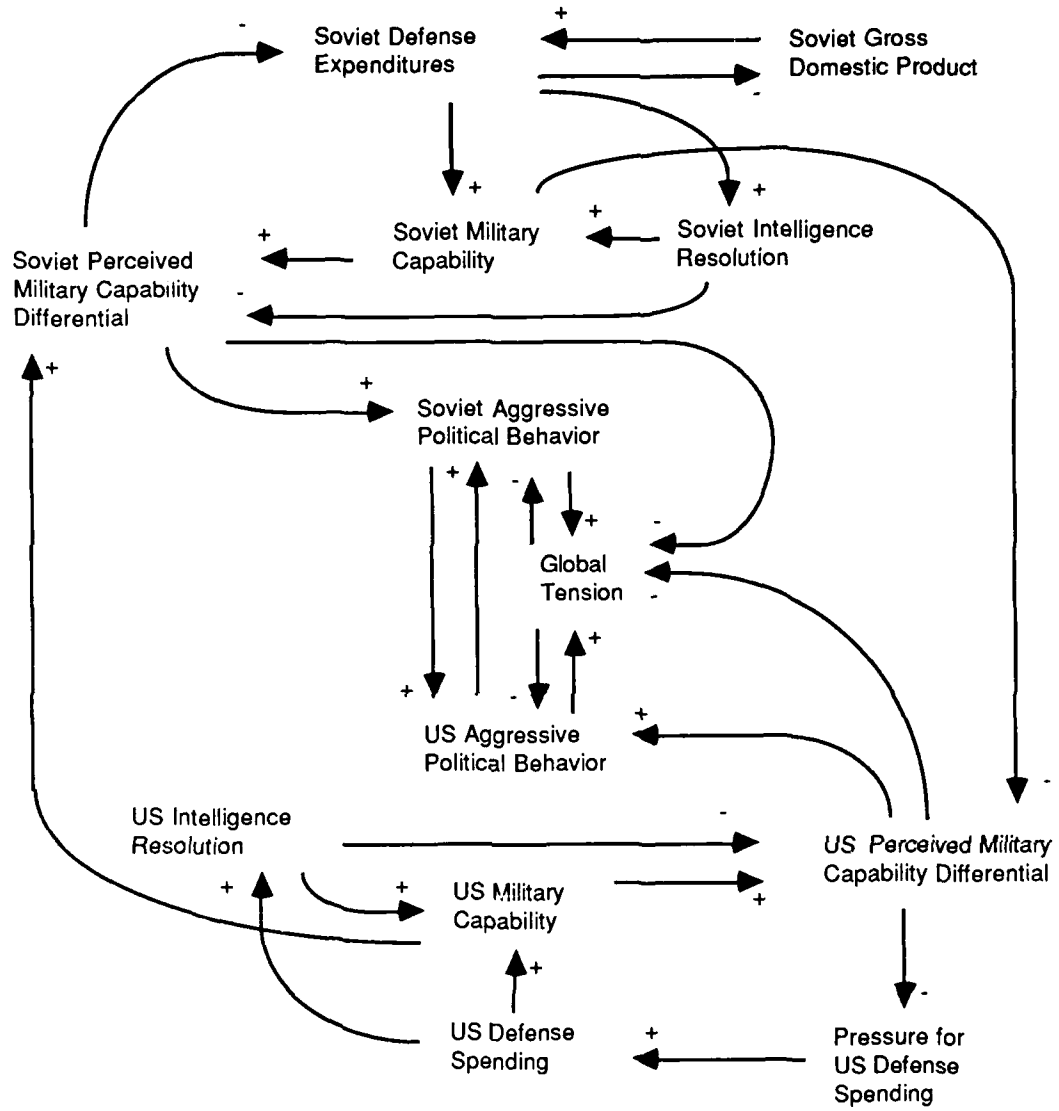 -
+
Soviet Defense
Expenditures
Soviet Gross
Domestic Product
-
+
+
+
Soviet Military
Capability
Soviet Intelligence
Resolution
+
Soviet Perceived
Military Capability
Differential
-
+
+
Soviet Aggressive
Political Behavior
+
-
+
-
Global
Tension
-
+
+
-
+
US Aggressive
Political Behavior
-
US Intelligence
Resolution
-
US Perceived Military
Capability Differential
+
+
US Military
Capability
+
+
-
US Defense
Spending
+
Pressure for
US Defense
Spending